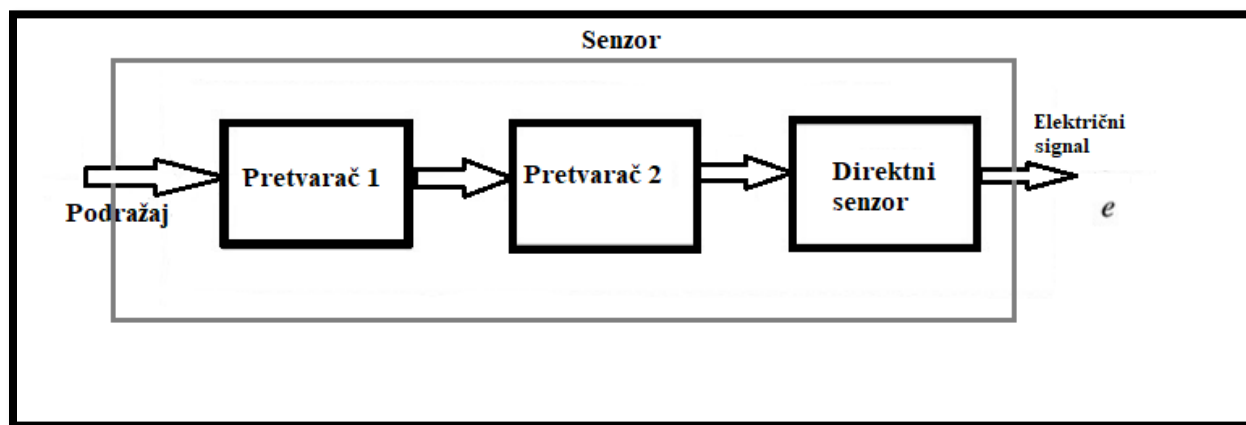 Senzor
Podražaj
Pretvarač 1
Pretvarač 2
Direktni
senzor
Električni
signal
e